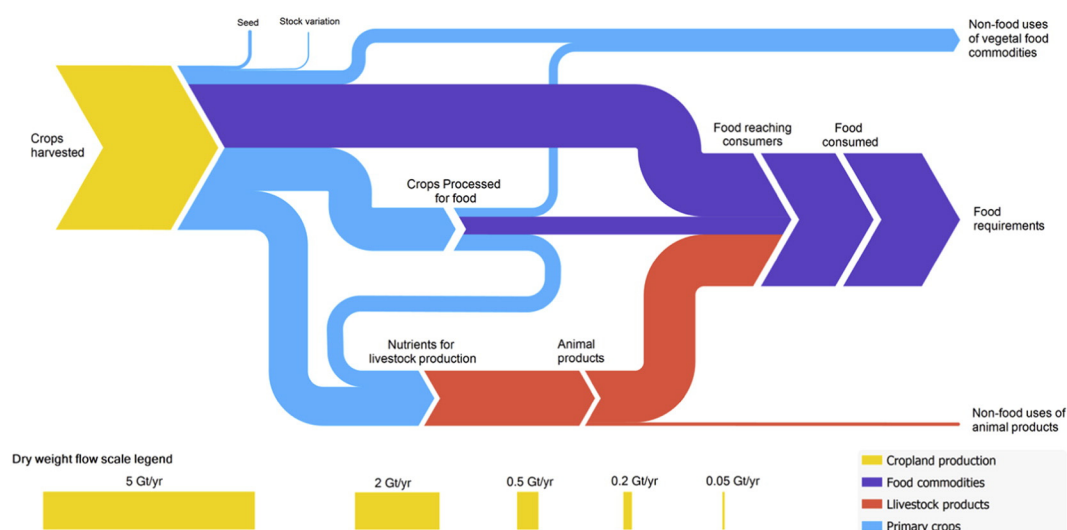 Seed
Stock variation
Non-food uses
of vegetal food
commodities
Crops
harvested
Food reaching
consumers
Food
consumed
Crops Processed
for food
Food
requirements
Nutrients for
livestock production
Animal
products
Non-food uses of
animal products
Dry weight flow scale legend
5 Gt/yr
2 Gt/yr
0.5 Gt/yr
0.2 Gt/yr
0.05 Gt/yr
Cropland production
Food commodities
Llivestock products
Primary crops